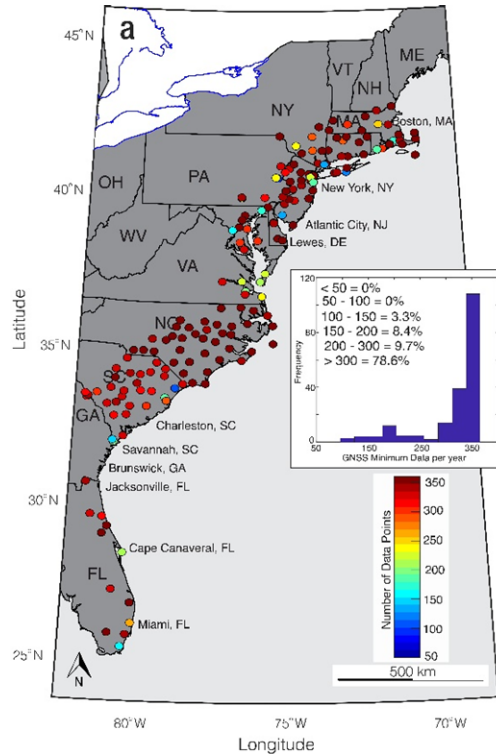 a
45°N
ME
VT
NH
NY
MA
Boston, MA
40°N
OH
PA
New York, NY
Atlantic City, NJ
Lewes, DE
WV
VA
Latitude
35°N
NC
SC
GA
Charleston, SC
Savannah, SC
Brunswick, GA
Jacksonville, FL
30°N
Cape Canaveral, FL
FL
Miami, FL
25°N
N
80°W
75°W
70°W
Longitude
120
80
40
0
Frequency
< 50 = 0%
50 - 100 = 0%
100 - 150 = 3.3%
150 - 200 = 8.4%
200 - 300 = 9.7%
> 300 = 78.6%
50 150 250 350
GNSS Minimum Data per year
350
300
250
200
150
100
50
Number of Data Points
500 km